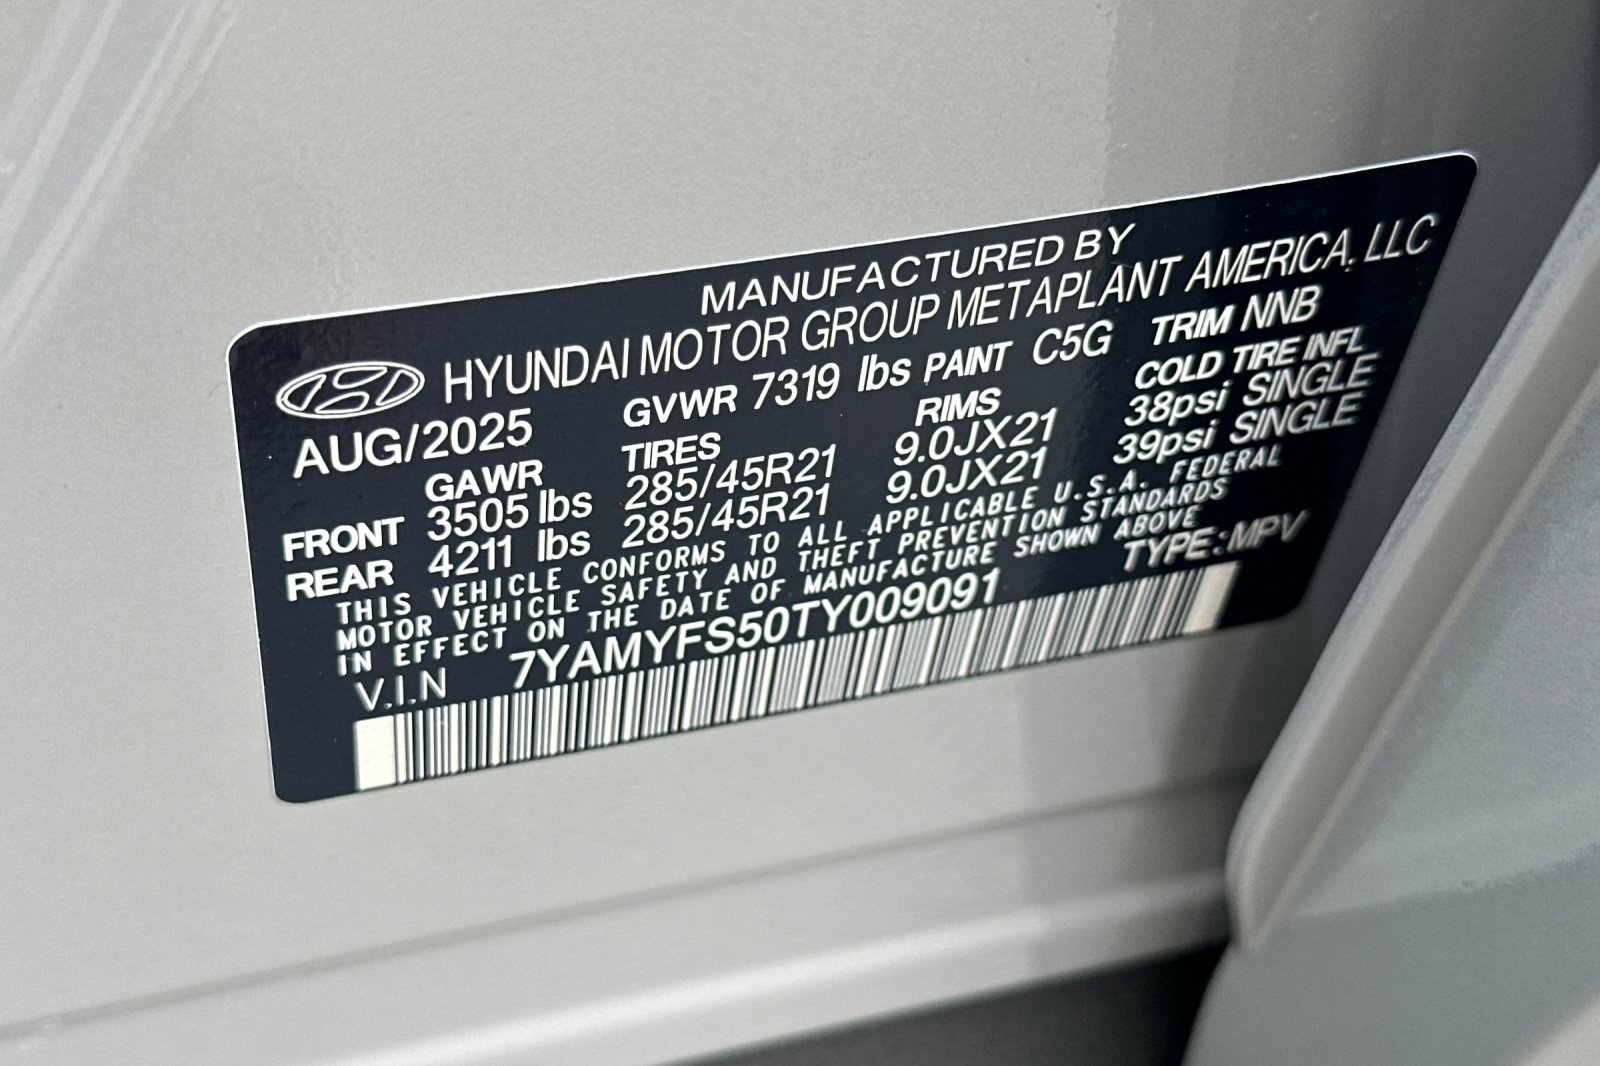 MANUFACTURED BY
HYUNDAI MOTOR GROUP METAPLANT AMERICA, LLC
AUG/2025 GVWR 7319 lbs PAINT C5G TRIM NNB
GAWR TIRES RIMS COLD TIRE INFL
FRONT 3505 lbs 285/45R21 9.0JX21 38psi SINGLE
REAR 4211 lbs 285/45R21 9.0JX21 39psi SINGLE
THIS VEHICLE CONFORMS TO ALL APPLICABLE U.S.A. FEDERAL
MOTOR VEHICLE SAFETY AND THEFT PREVENTION STANDARDS
IN EFFECT ON THE DATE OF MANUFACTURE SHOWN ABOVE
V.I.N 7YAMYFS50TY009091 TYPE:MPV